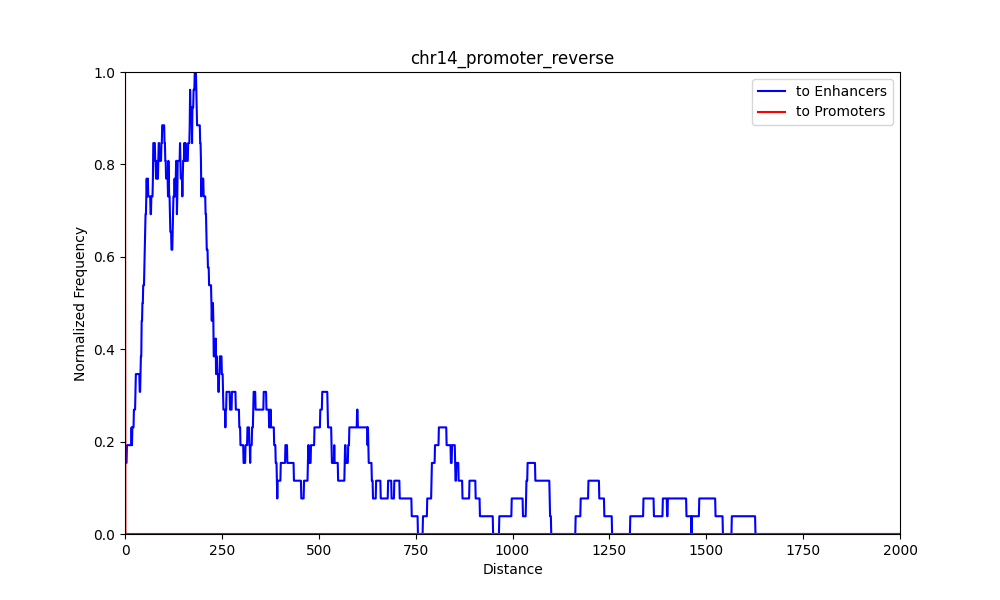 chr14_promoter_reverse
1.0
0.8
0.6
0.4
0.2
0.0
Normalized Frequency
to Enhancers
to Promoters
0 250 500 750 1000 1250 1500 1750 2000
Distance